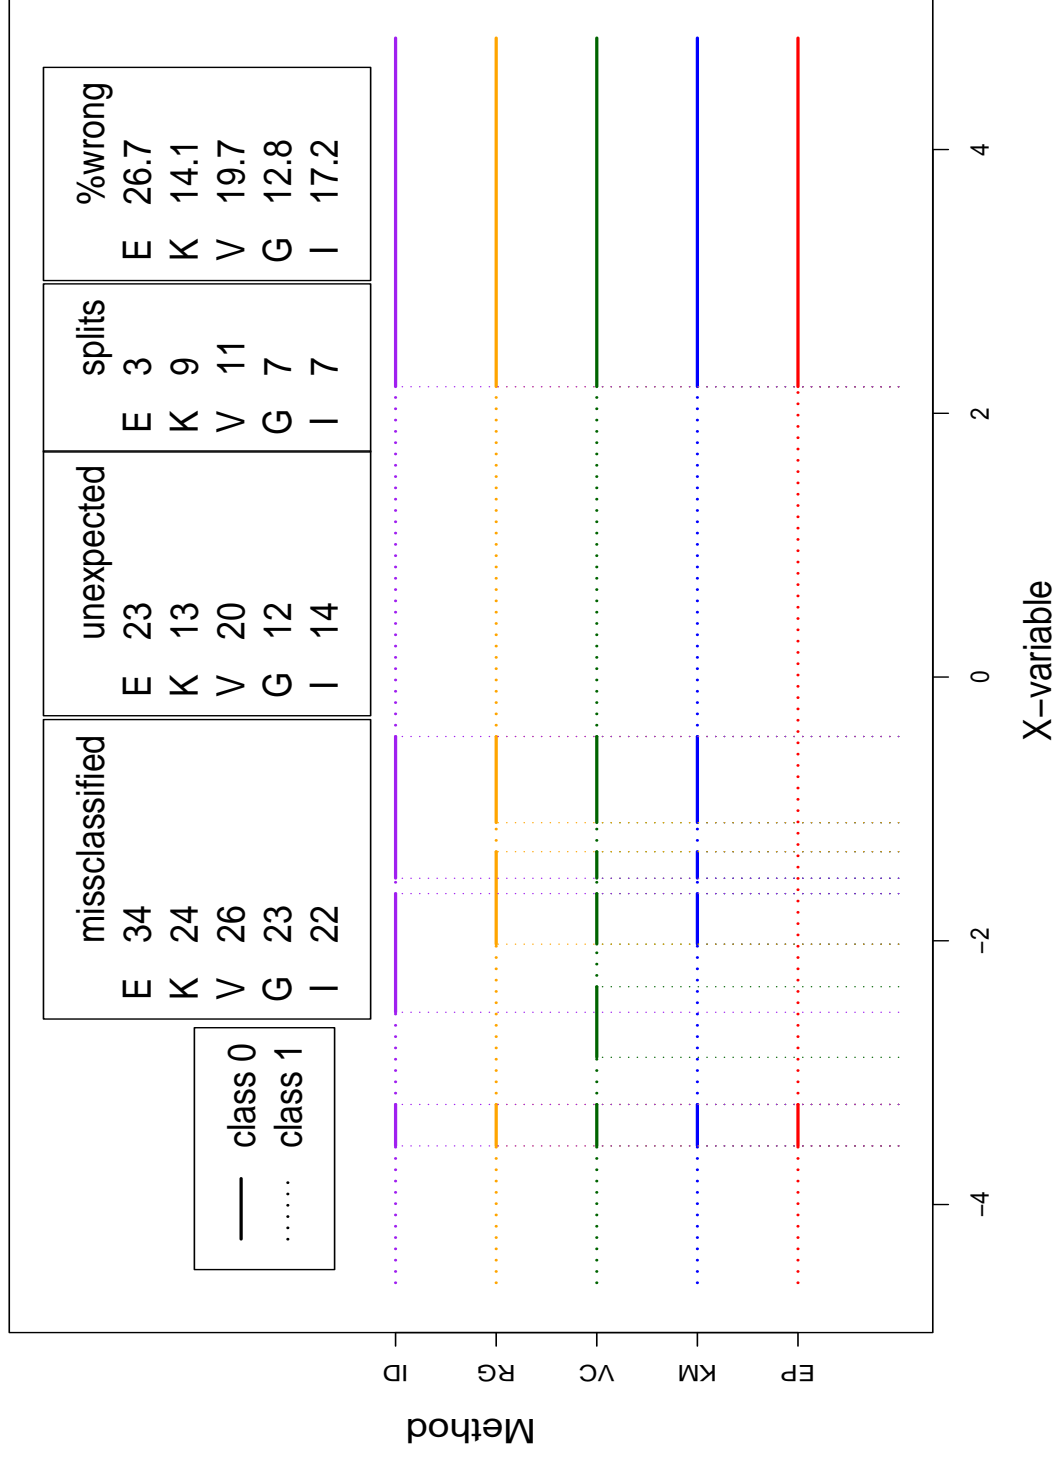 missclassified
E 34
K 24
V 26
G 23
I 22
unexpected
E 23
K 13
V 20
G 12
I 14
splits
E 3
K 9
V 11
G 7
I 7
%wrong
E 26.7
K 14.1
V 19.7
G 12.8
I 17.2
class 0
class 1
Method
ID
RG
VC
KM
EP
−4
−2
0
2
4
X−variable